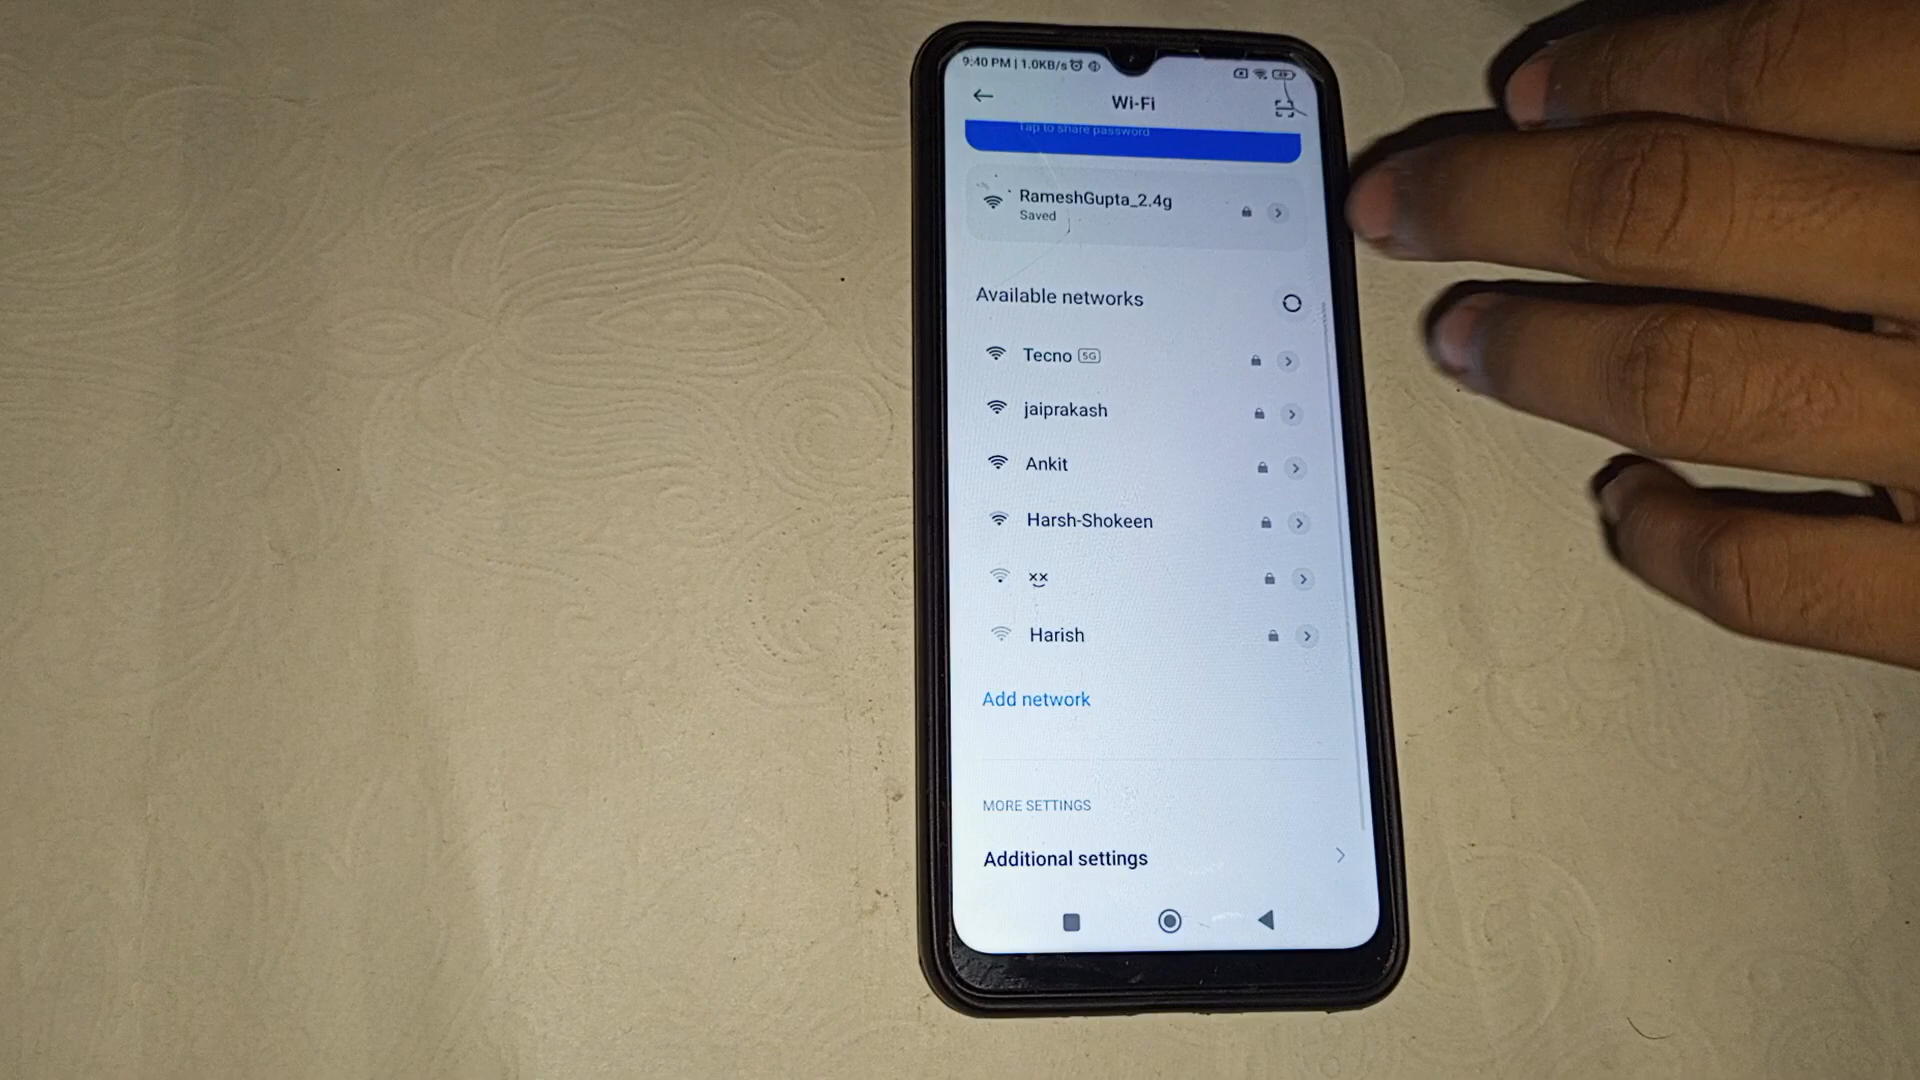 9:40 PM | 1.0KB/s
Wi-Fi
Tap to share password
RameshGupta_2.4g
Saved
Available networks
Tecno 5G
jaiprakash
Ankit
Harsh-Shokeen
Harish
Add network
MORE SETTINGS
Additional settings